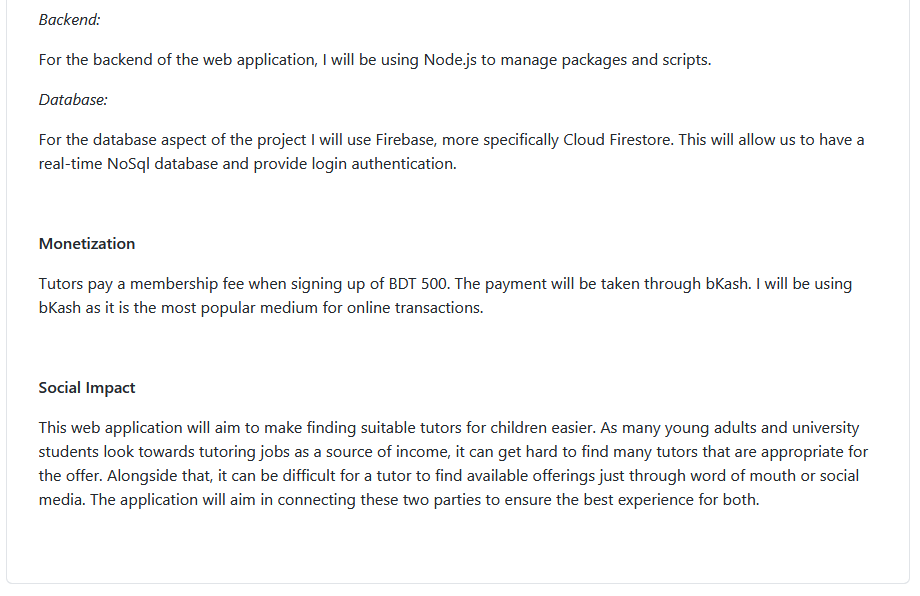 Backend:
For the backend of the web application, I will be using Node.js to manage packages and scripts.
Database:
For the database aspect of the project I will use Firebase, more specifically Cloud Firestore. This will allow us to have a
real-time NoSql database and provide login authentication.
Monetization
Tutors pay a membership fee when signing up of BDT 500. The payment will be taken through bKash. I will be using
bKash as it is the most popular medium for online transactions.
Social Impact
This web application will aim to make finding suitable tutors for children easier. As many young adults and university
students look towards tutoring jobs as a source of income, it can get hard to find many tutors that are appropriate for
the offer. Alongside that, it can be difficult for a tutor to find available offerings just through word of mouth or social
media. The application will aim in connecting these two parties to ensure the best experience for both.